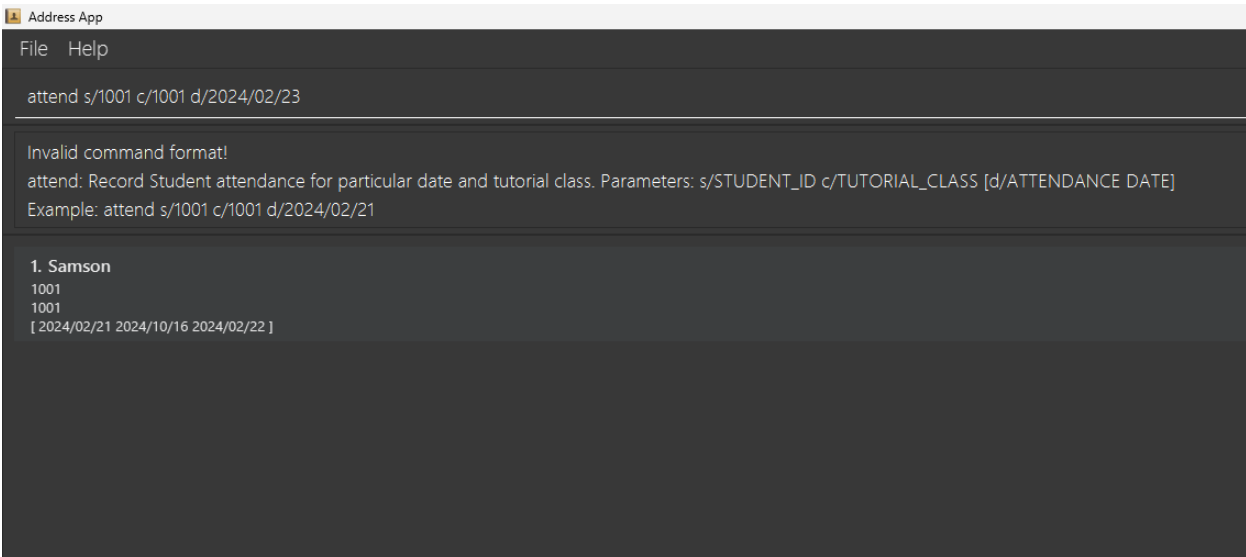 Address App
File Help
attend s/1001 c/1001 d/2024/02/23
Invalid command format!
attend: Record Student attendance for particular date and tutorial class. Parameters: s/STUDENT_ID c/TUTORIAL_CLASS [d/ATTENDANCE DATE]
Example: attend s/1001 c/1001 d/2024/02/21
1. Samson
1001
1001
[ 2024/02/21 2024/10/16 2024/02/22 ]